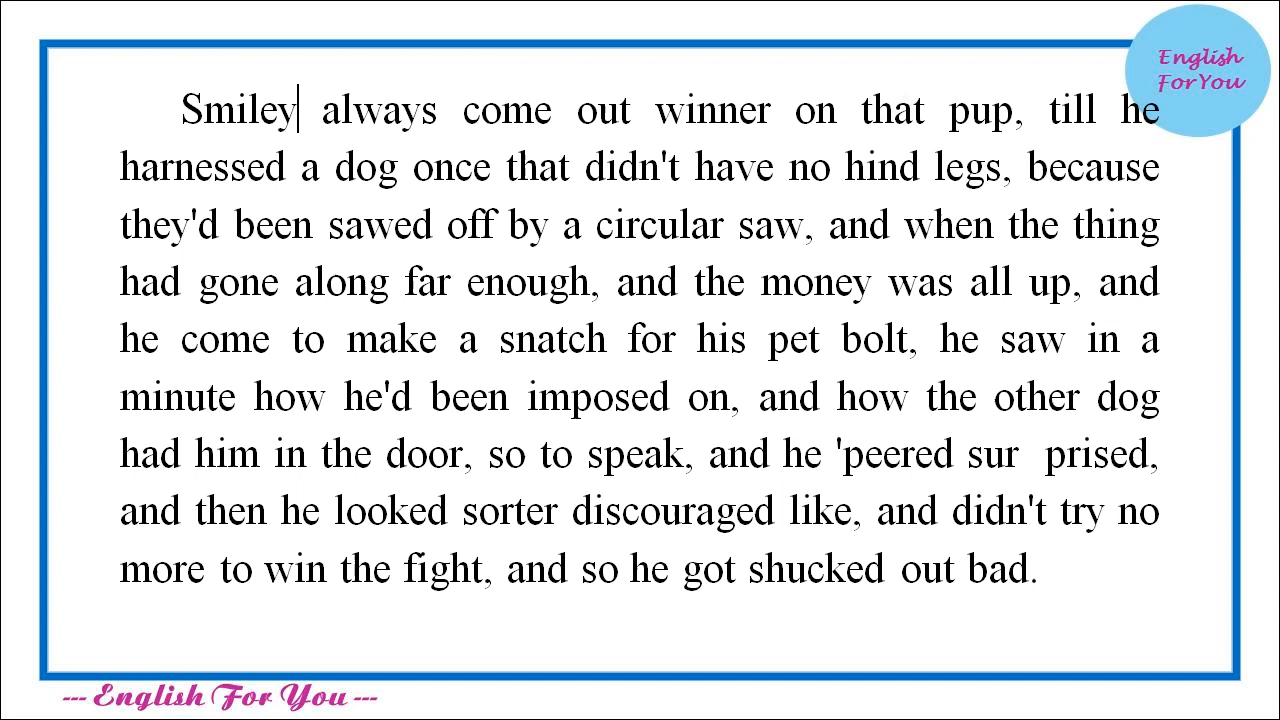 English
ForYou
Smiley always come out winner on that pup, till he
harnessed a dog once that didn't have no hind legs, because
they'd been sawed off by a circular saw, and when the thing
had gone along far enough, and the money was all up, and
he come to make a snatch for his pet bolt, he saw in a
minute how he'd been imposed on, and how the other dog
had him in the door, so to speak, and he 'peered sur prised,
and then he looked sorter discouraged like, and didn't try no
more to win the fight, and so he got shucked out bad.
--- English For You ---